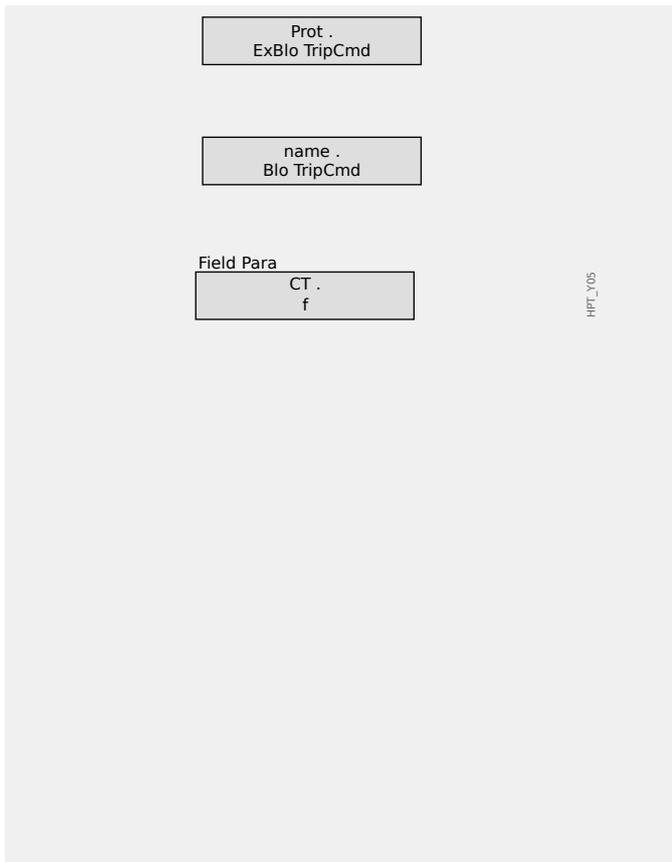 Prot .
ExBlo TripCmd
name .
Blo TripCmd
Field Para
CT .
f
HPT_Y05